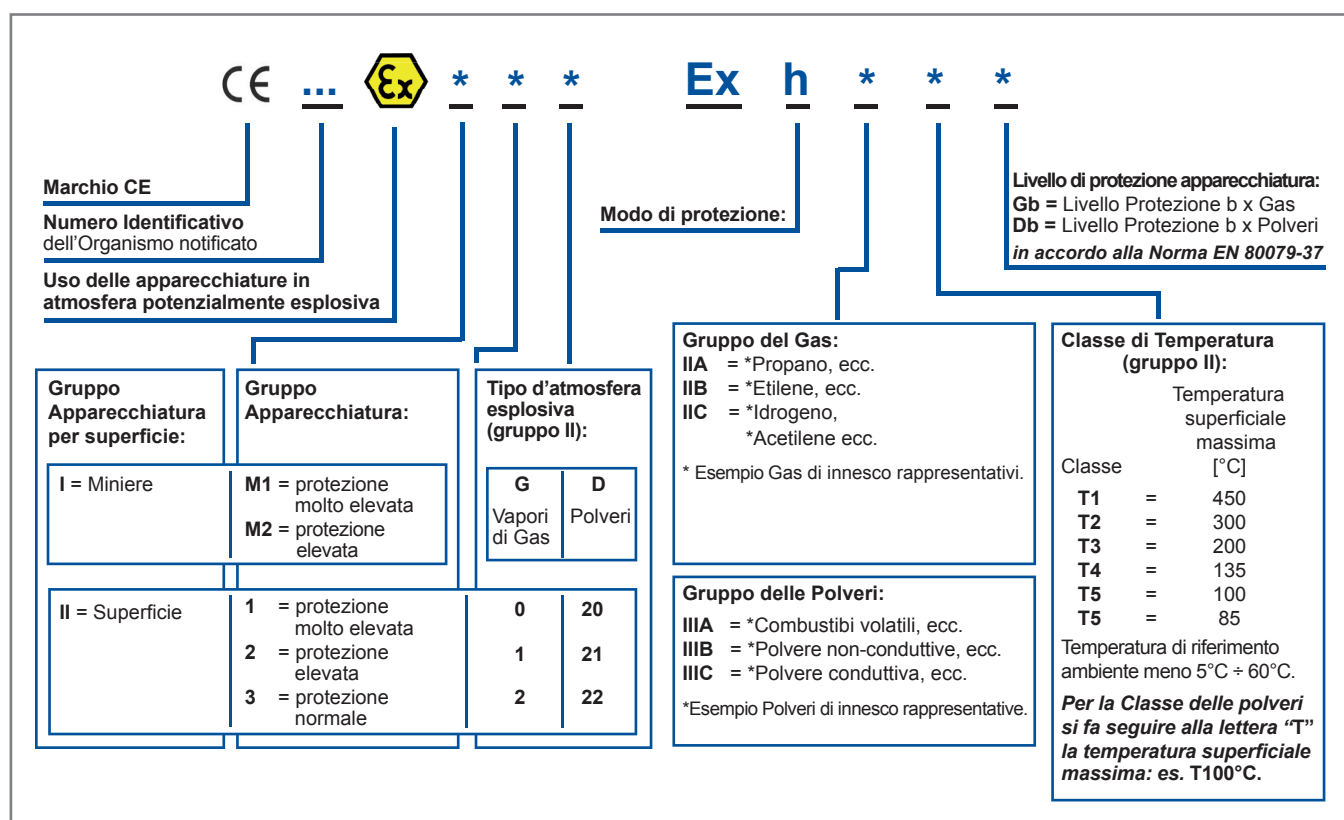 CE ... Ex * * * Ex h * * *
Marchio CE
Numero Identificativo
dell'Organismo notificato
Uso delle apparecchiature in
atmosfera potenzialmente esplosiva
Modo di protezione:
Livello di protezione apparecchiatura:
Gb = Livello Protezione b x Gas
Db = Livello Protezione b x Polveri
in accordo alla Norma EN 80079-37
Gruppo
Apparecchiatura
per superficie:
Gruppo
Apparecchiatura:
Tipo d'atmosfera
esplosiva
(gruppo II):
I = Miniere
M1 = protezione
molto elevata
M2 = protezione
elevata
G D
Vapori
di Gas
Polveri
II = Superficie
1 = protezione
molto elevata
0 20
2 = protezione
elevata
1 21
3 = protezione
normale
2 22
Gruppo del Gas:
IIA = *Propano, ecc.
IIB = *Etilene, ecc.
IIC = *Idrogeno,
*Acetilene ecc.
* Esempio Gas di innesco rappresentativi.
Gruppo delle Polveri:
IIIA = *Combustibi volatili, ecc.
IIIB = *Polvere non-conduttive, ecc.
IIIC = *Polvere conduttiva, ecc.
*Esempio Polveri di innesco rappresentative.
Classe di Temperatura
(gruppo II):
Temperatura
superficiale
massima
Classe [°C]
T1 = 450
T2 = 300
T3 = 200
T4 = 135
T5 = 100
T5 = 85
Temperatura di riferimento
ambiente meno 5°C ÷ 60°C.
Per la Classe delle polveri
si fa seguire alla lettera “T”
la temperatura superficiale
massima: es. T100°C.